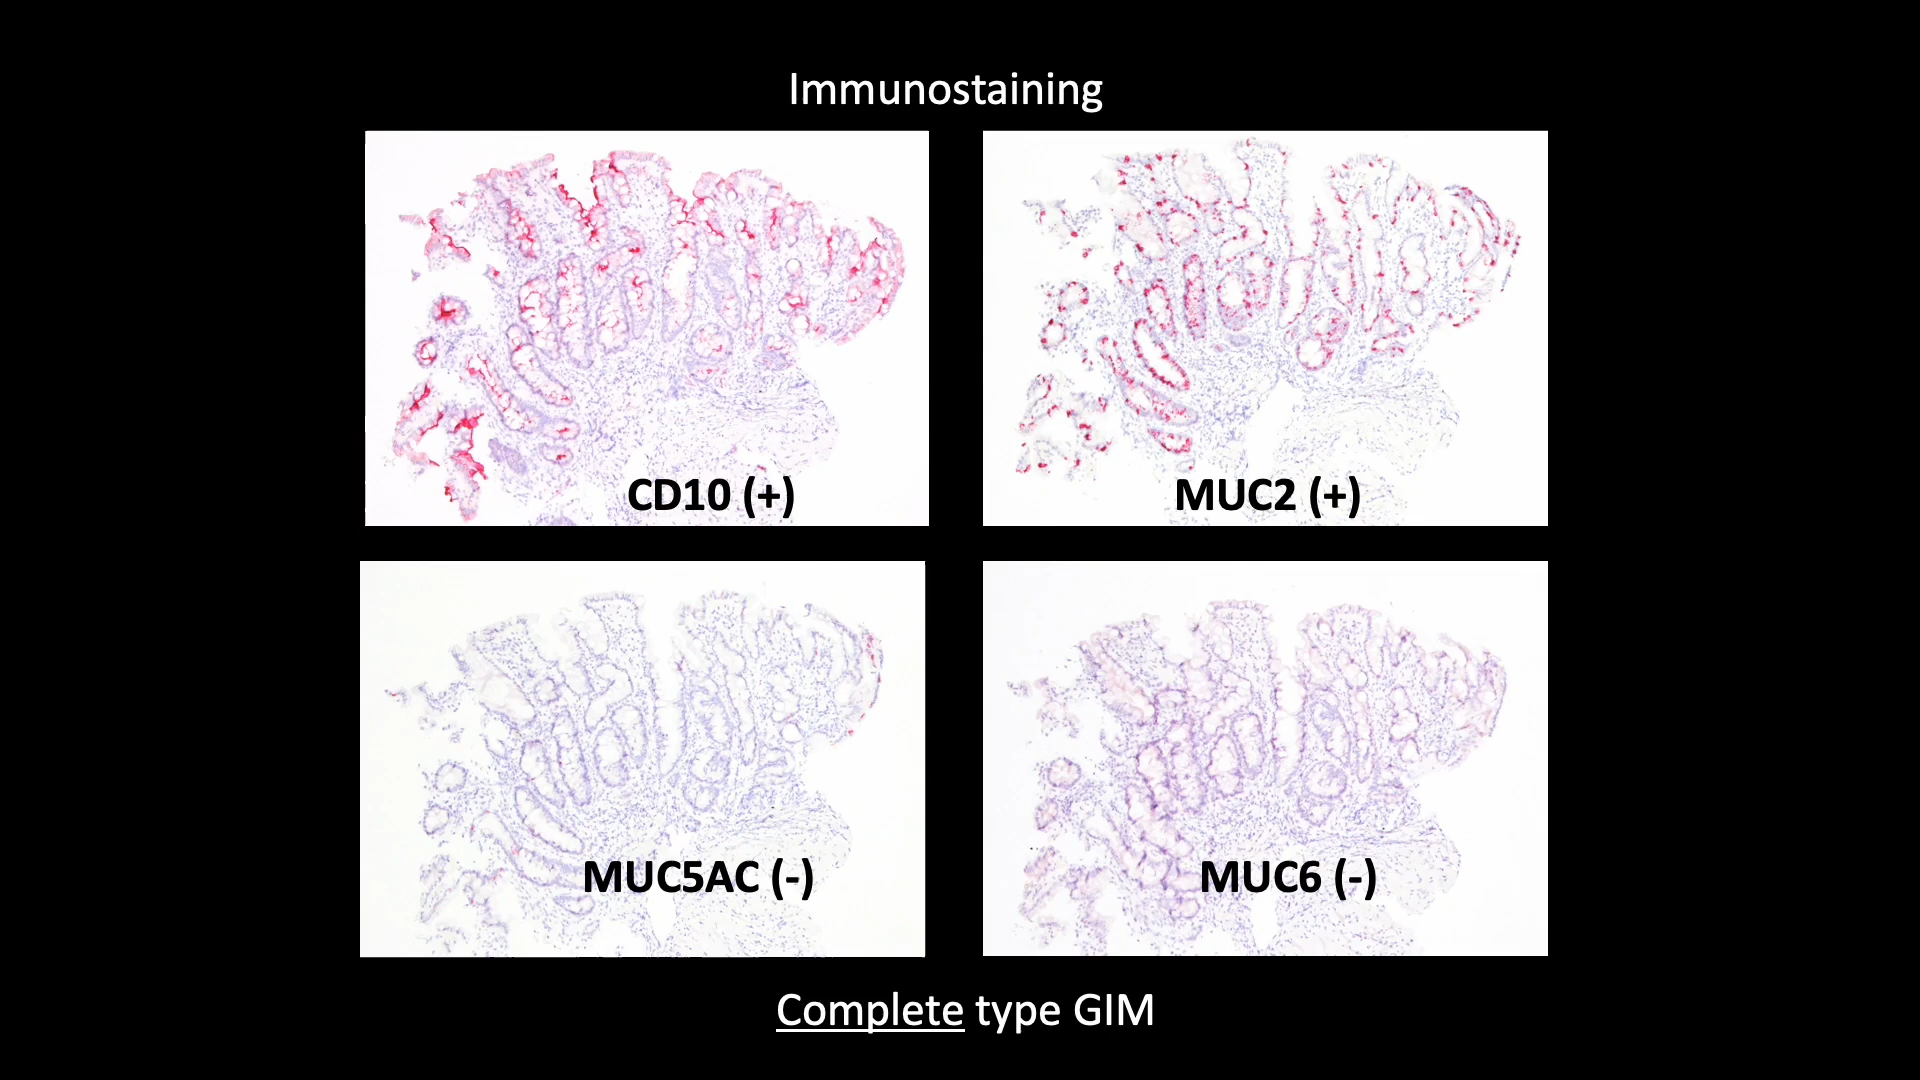 Immunostaining
CD10 (+)
MUC2 (+)
MUC5AC (-)
MUC6 (-)
Complete type GIM